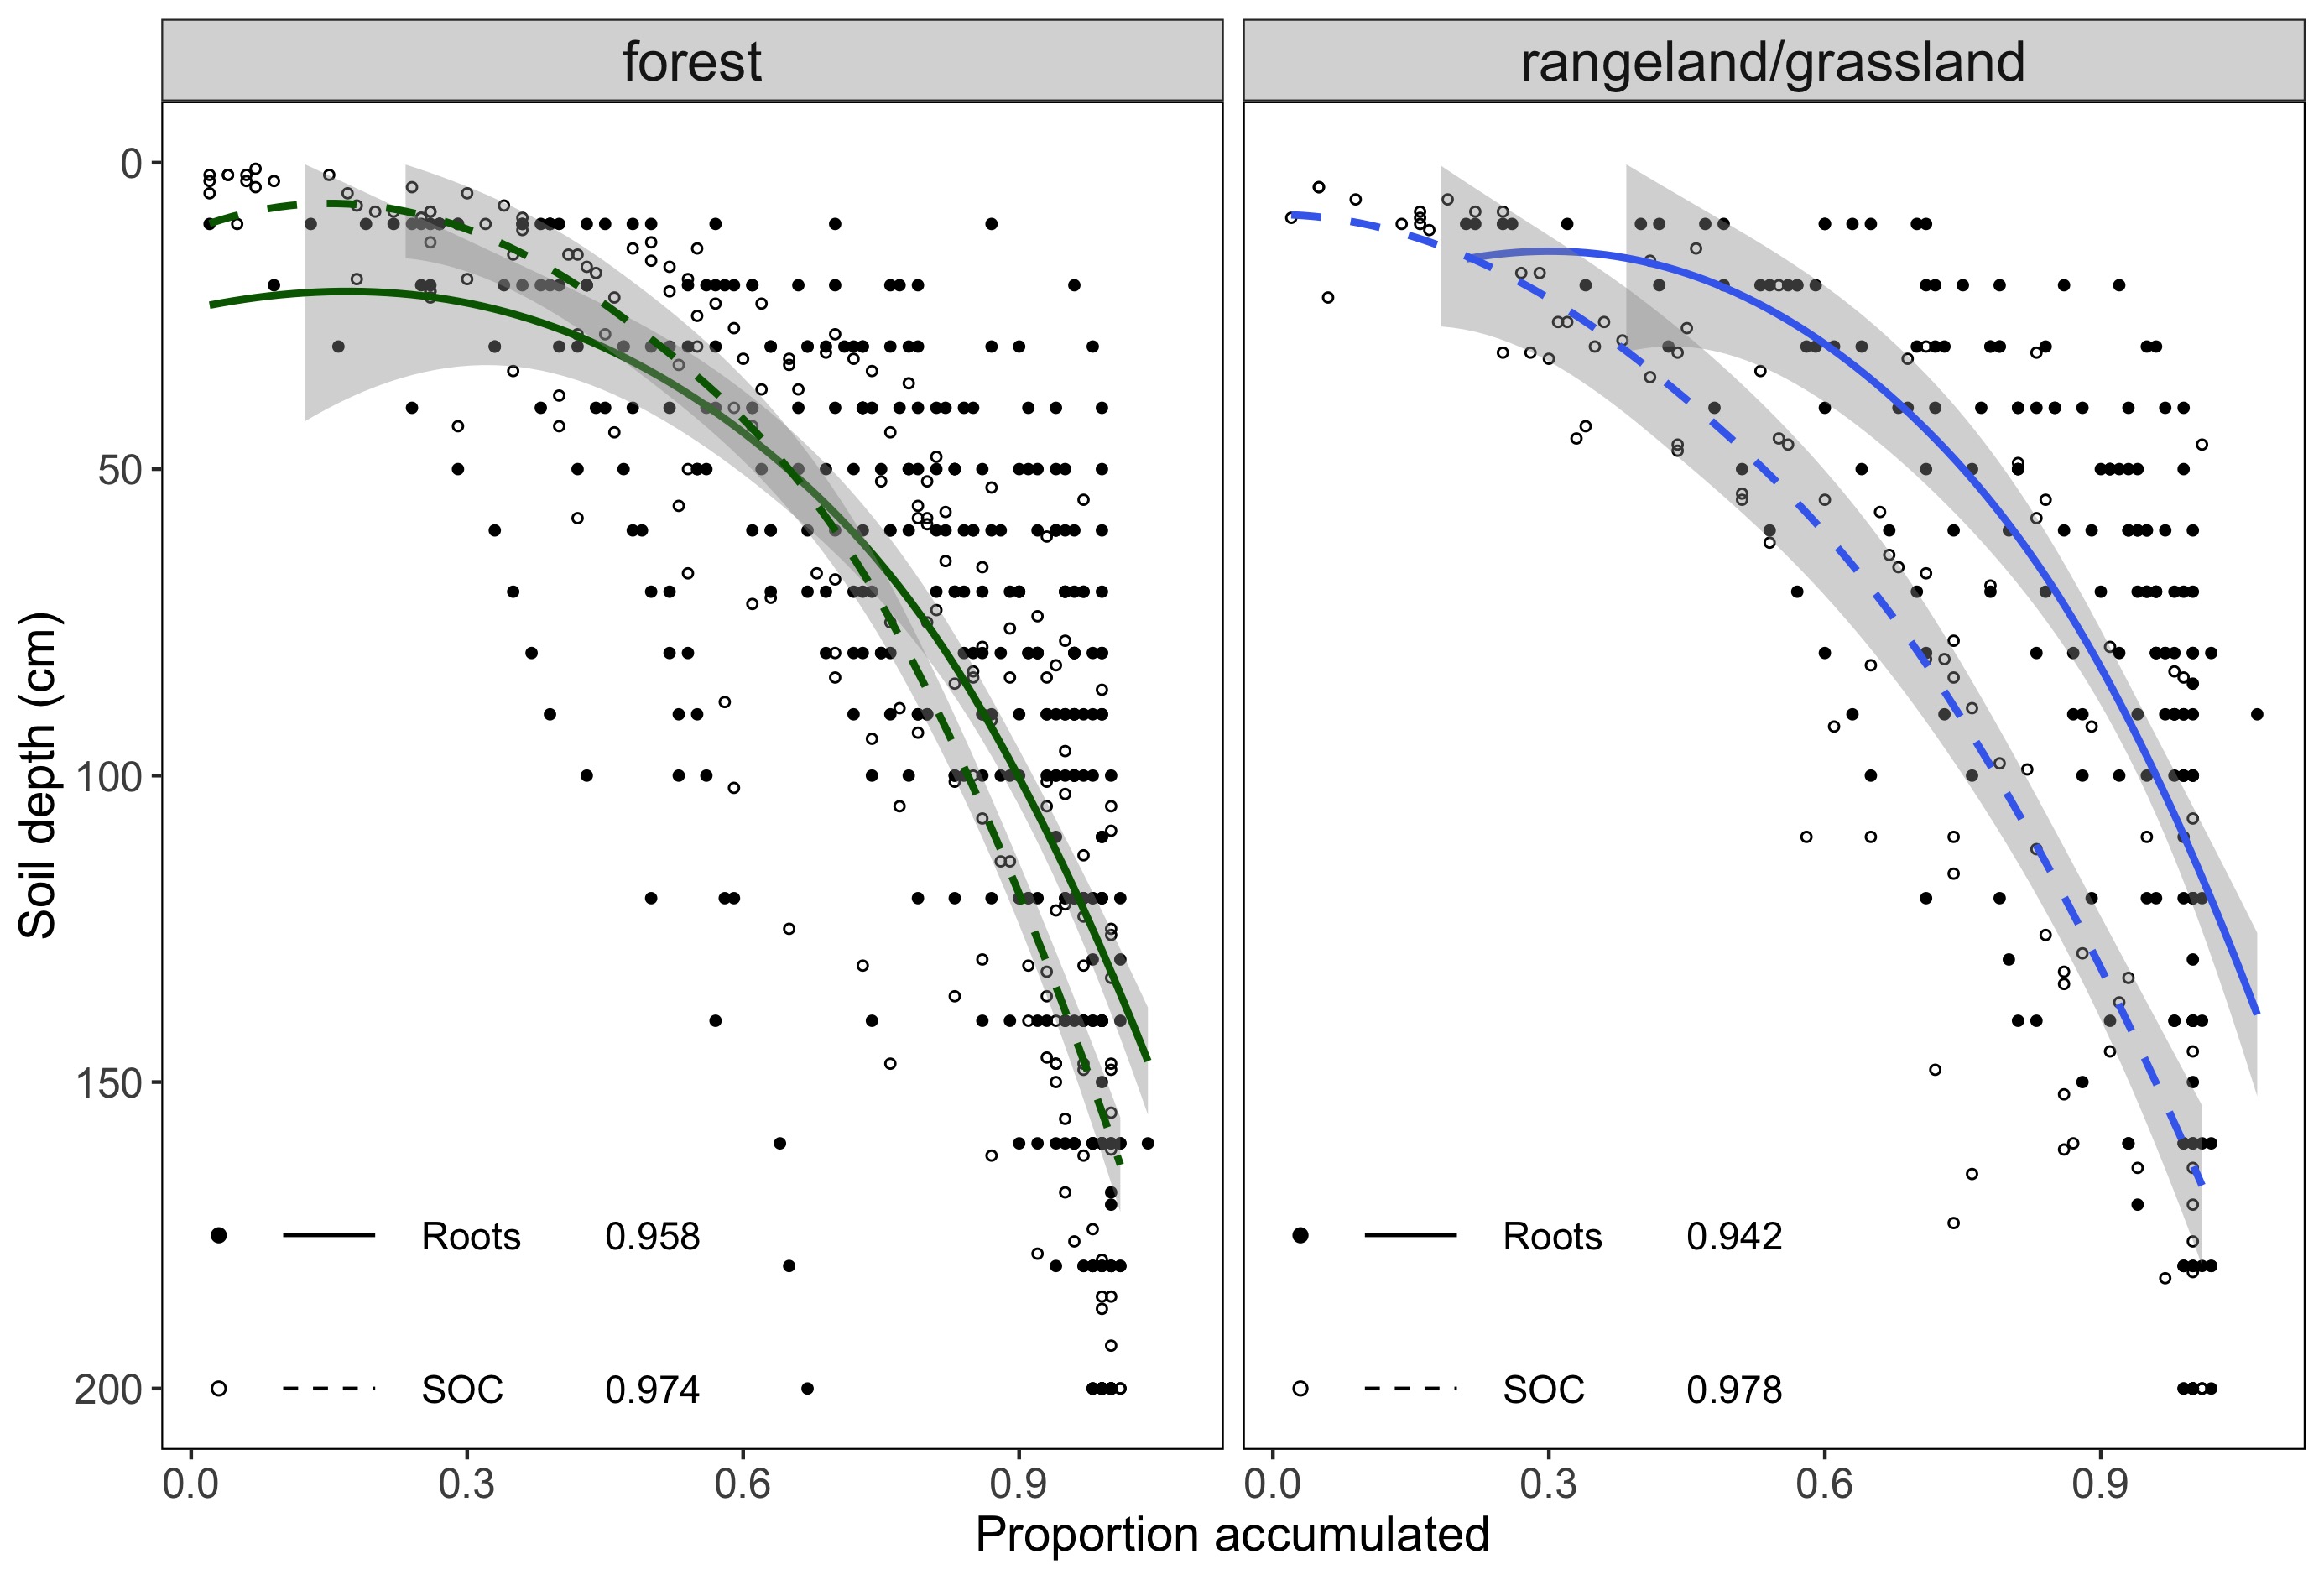 forest
rangeland/grassland
0
50
100
150
200
Soil depth (cm)
Roots 0.958
SOC 0.974
Roots 0.942
SOC 0.978
0.0 0.3 0.6 0.9
0.0 0.3 0.6 0.9
Proportion accumulated